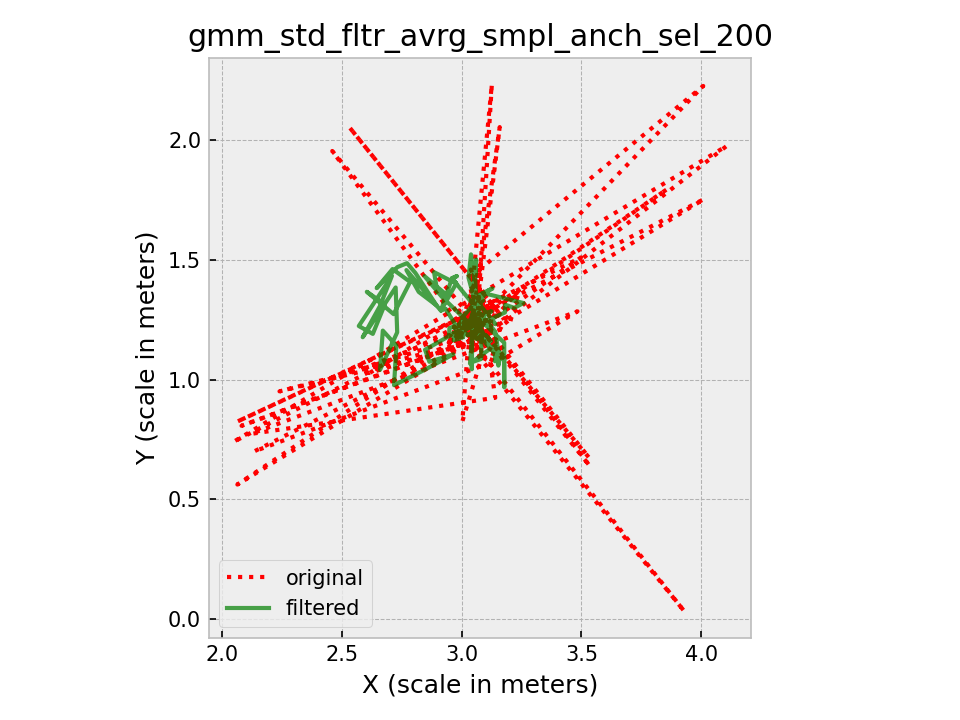 gmm_std_fltr_avrg_smpl_anch_sel_200
2.0
1.5
1.0
0.5
0.0
Y (scale in meters)
original
filtered
2.0 2.5 3.0 3.5 4.0
X (scale in meters)